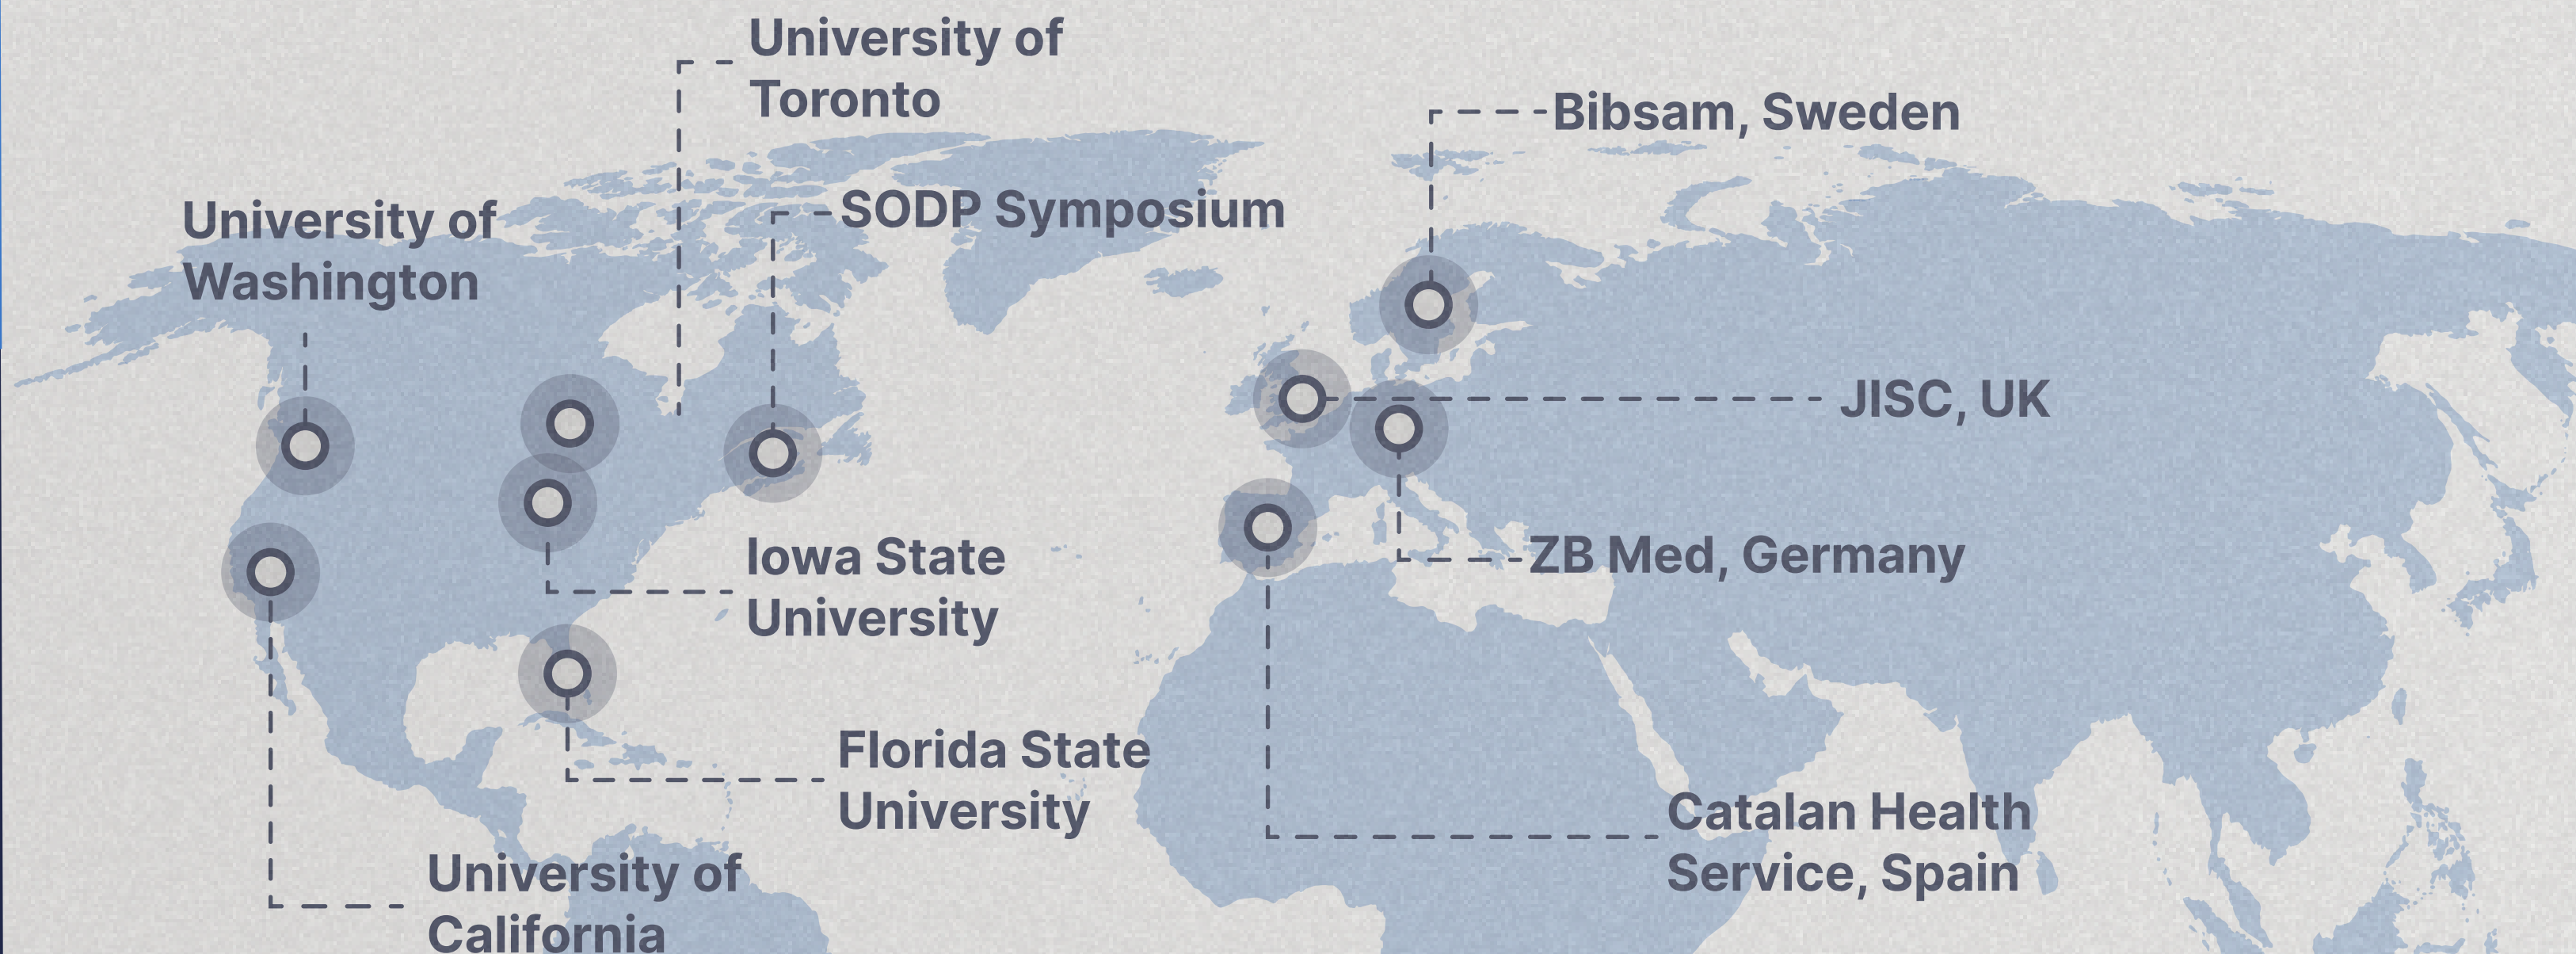 University of
Toronto
Bibsam, Sweden
SODP Symposium
University of
Washington
JISC, UK
Iowa State
University
ZB Med, Germany
Florida State
University
Catalan Health
Service, Spain
University of
California